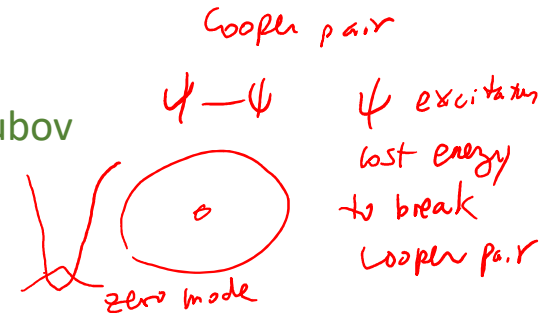 Cooper pair
ψ—ψ ψ excitation
ubov cost energy
to break
Cooper pair
zero mode